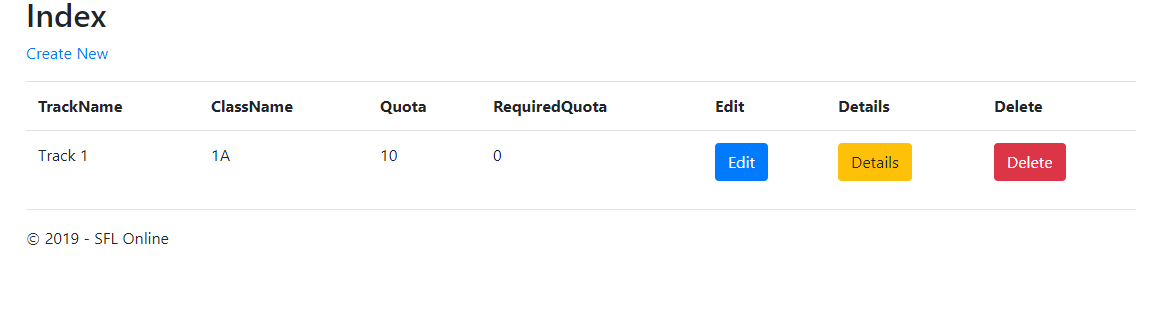 Index
Create New
TrackName ClassName Quota RequiredQuota Edit Details Delete
Track 1 1A 10 0 Edit Details Delete
© 2019 - SFL Online